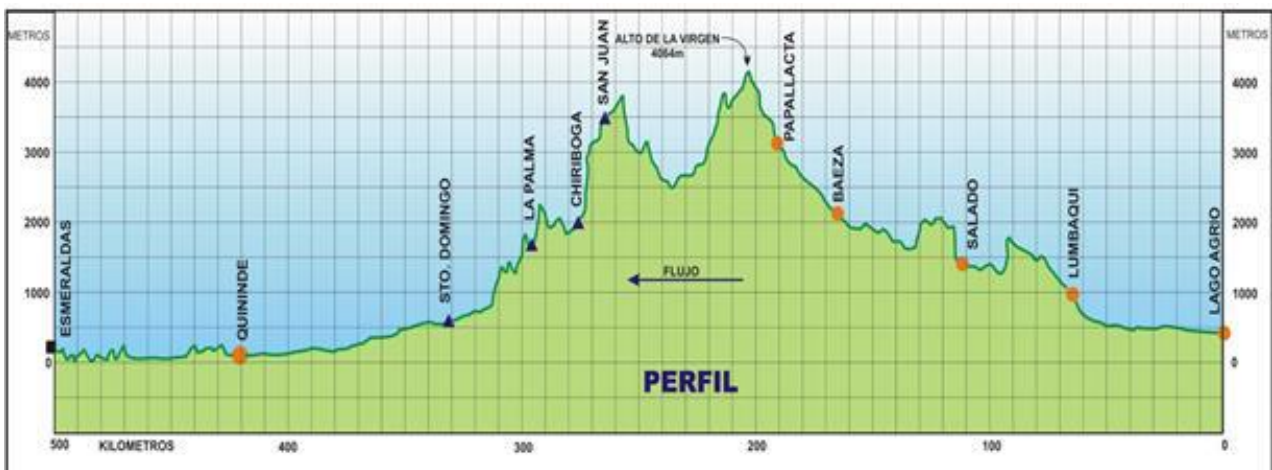 METROS
METROS
ALTO DE LA VIRGEN
4064m
4000
4000
3000
3000
2000
2000
1000
1000
0
0
ESMERALDAS
QUININDE
STO. DOMINGO
LA PALMA
CHIRIBOGA
SAN JUAN
PAPALLACTA
BAEZA
SALADO
LUMBAQUI
LAGO AGRIO
FLUJO
PERFIL
500 KILOMETROS 400 300 200 100 0